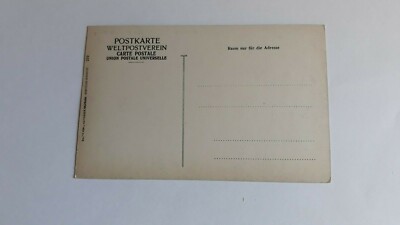 POSTKARTE
WELTPOSTVEREIN
CARTE POSTALE
UNION POSTALE UNIVERSELLE
Raum nur für die Adresse